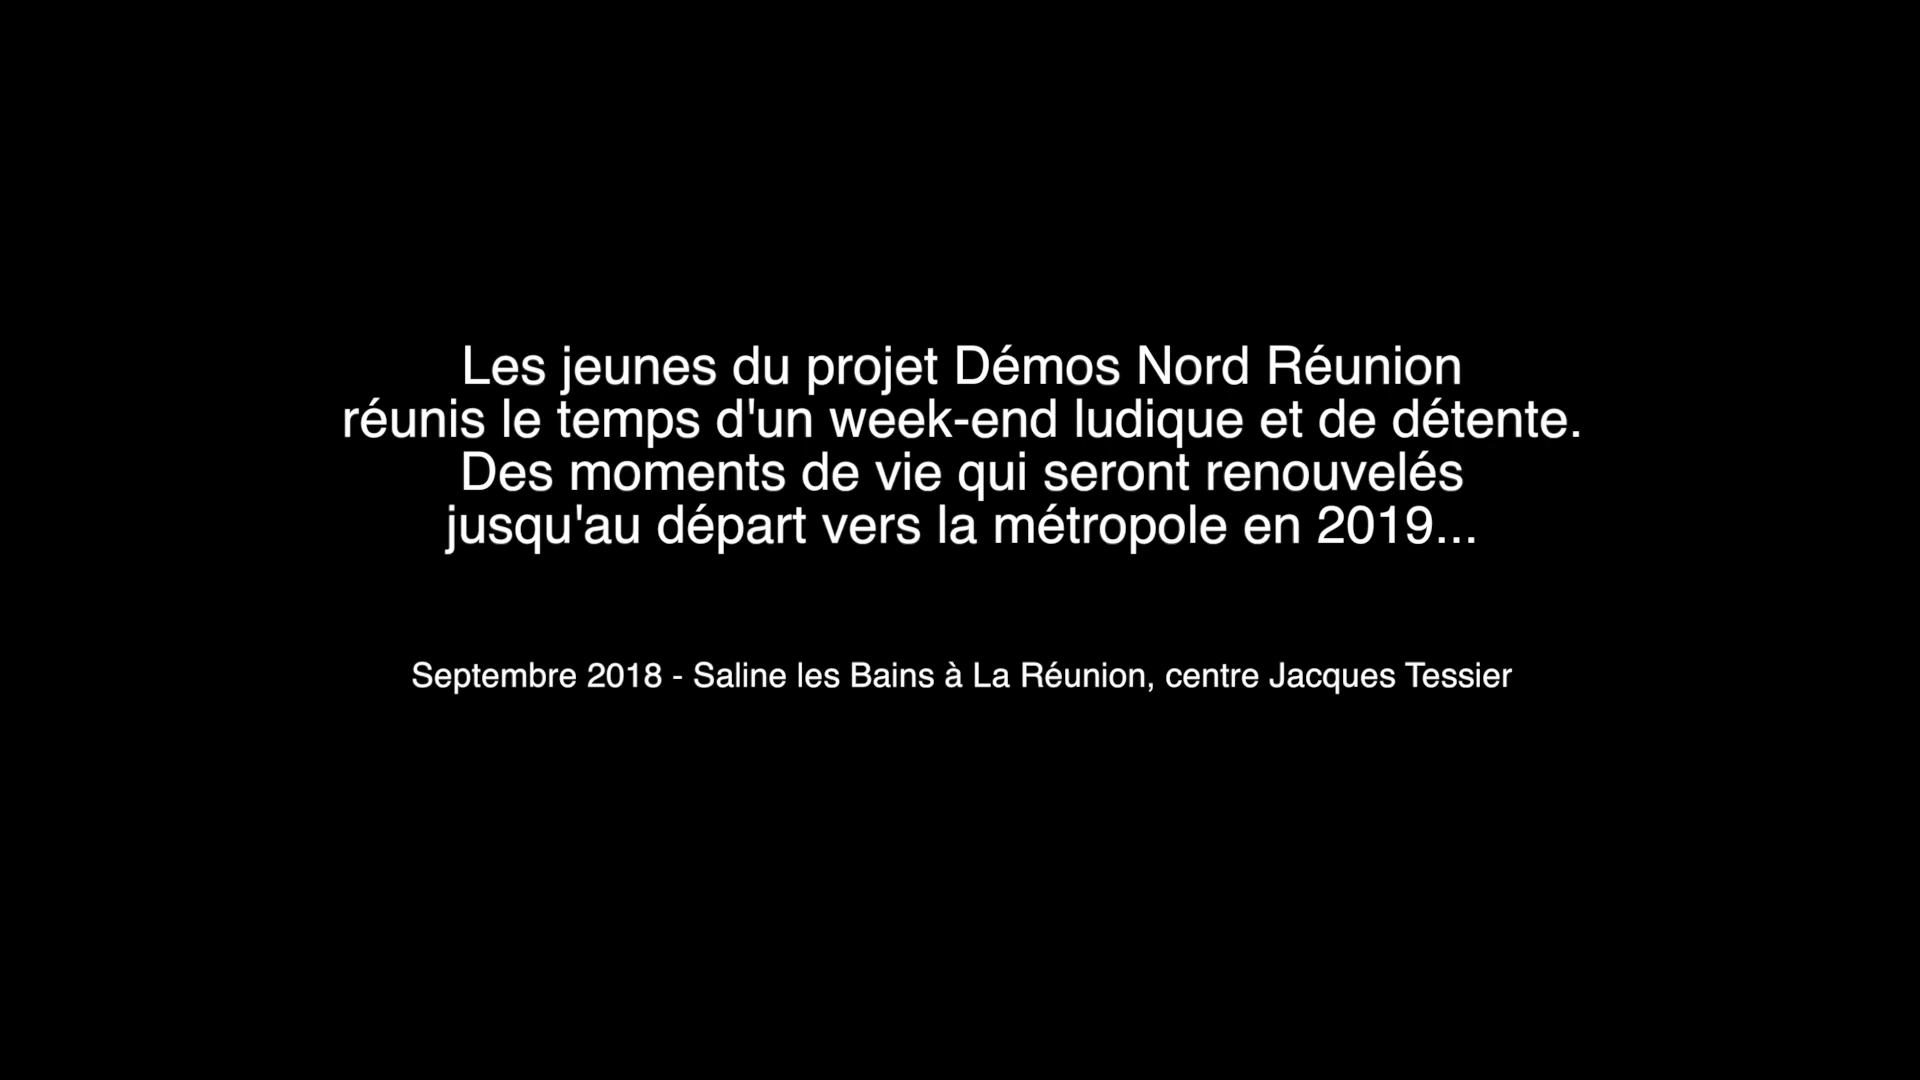 Les jeunes du projet Démos Nord Réunion
réunis le temps d'un week-end ludique et de détente.
Des moments de vie qui seront renouvelés
jusqu'au départ vers la métropole en 2019...
Septembre 2018 - Saline les Bains à La Réunion, centre Jacques Tessier